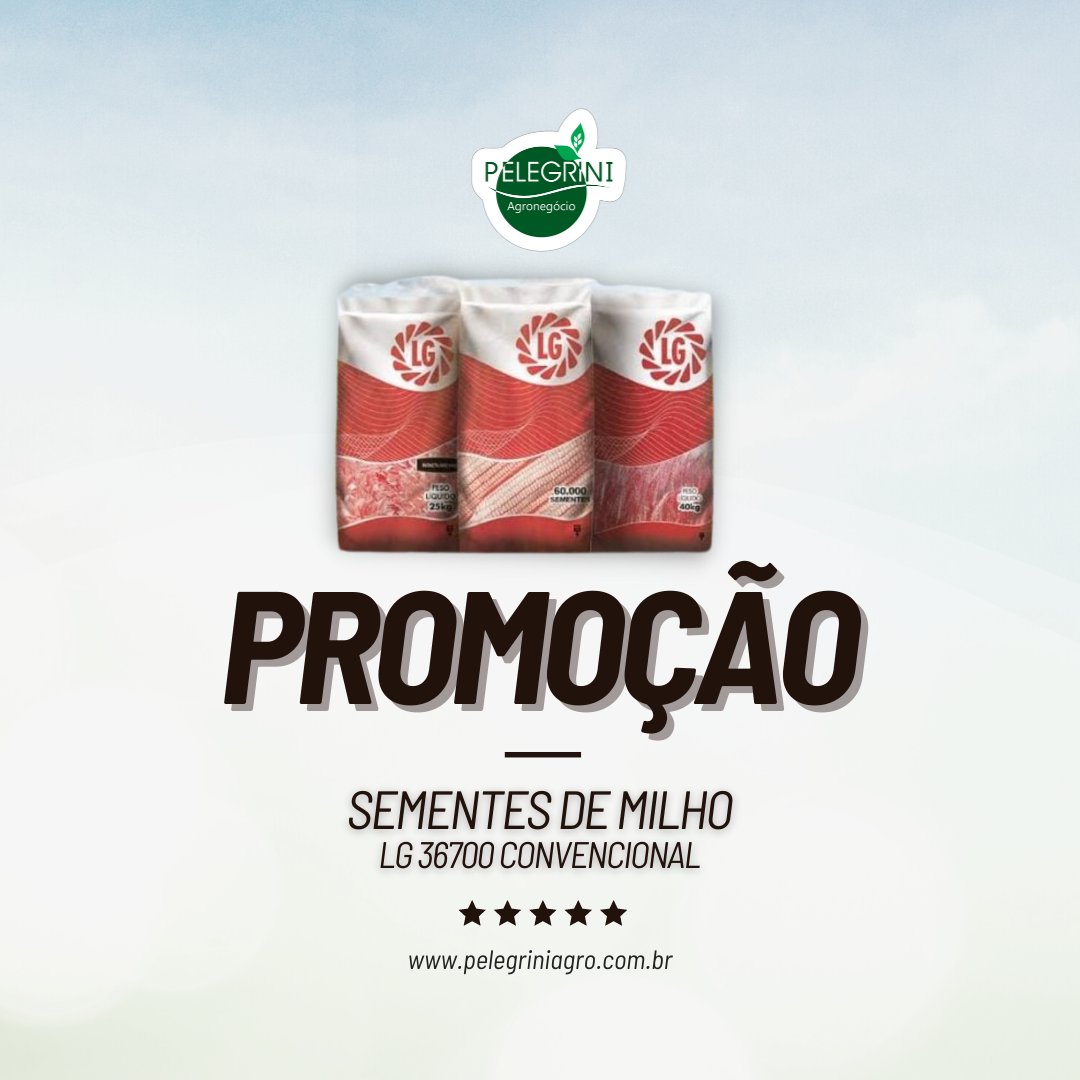 PELEGRINI
Agronegócio
LG
LG
LG
PESO
LÍQUIDO
25kg
60.000
SEMENTES
PESO
LÍQUIDO
40kg
PROMOÇÃO
SEMENTES DE MILHO
LG 36700 CONVENCIONAL
www.pelegriniagro.com.br